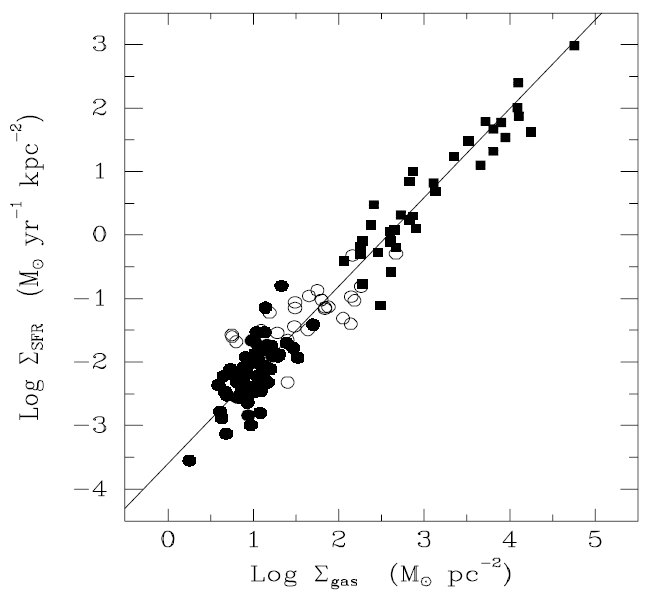 3
2
1
0
−1
−2
−3
−4
Log Σ_SFR (M_⊙ yr^−1 kpc^−2)
0 1 2 3 4 5
Log Σ_gas (M_⊙ pc^−2)